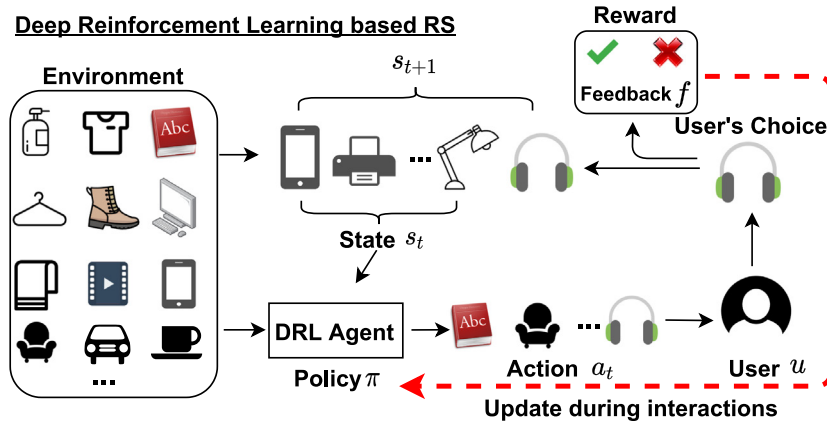 Deep Reinforcement Learning based RS
Reward
Environment
s_{t+1}
Feedback f
Abc
User's Choice
...
State s_t
DRL Agent
Abc
...
Policy π
Action a_t
User u
...
Update during interactions